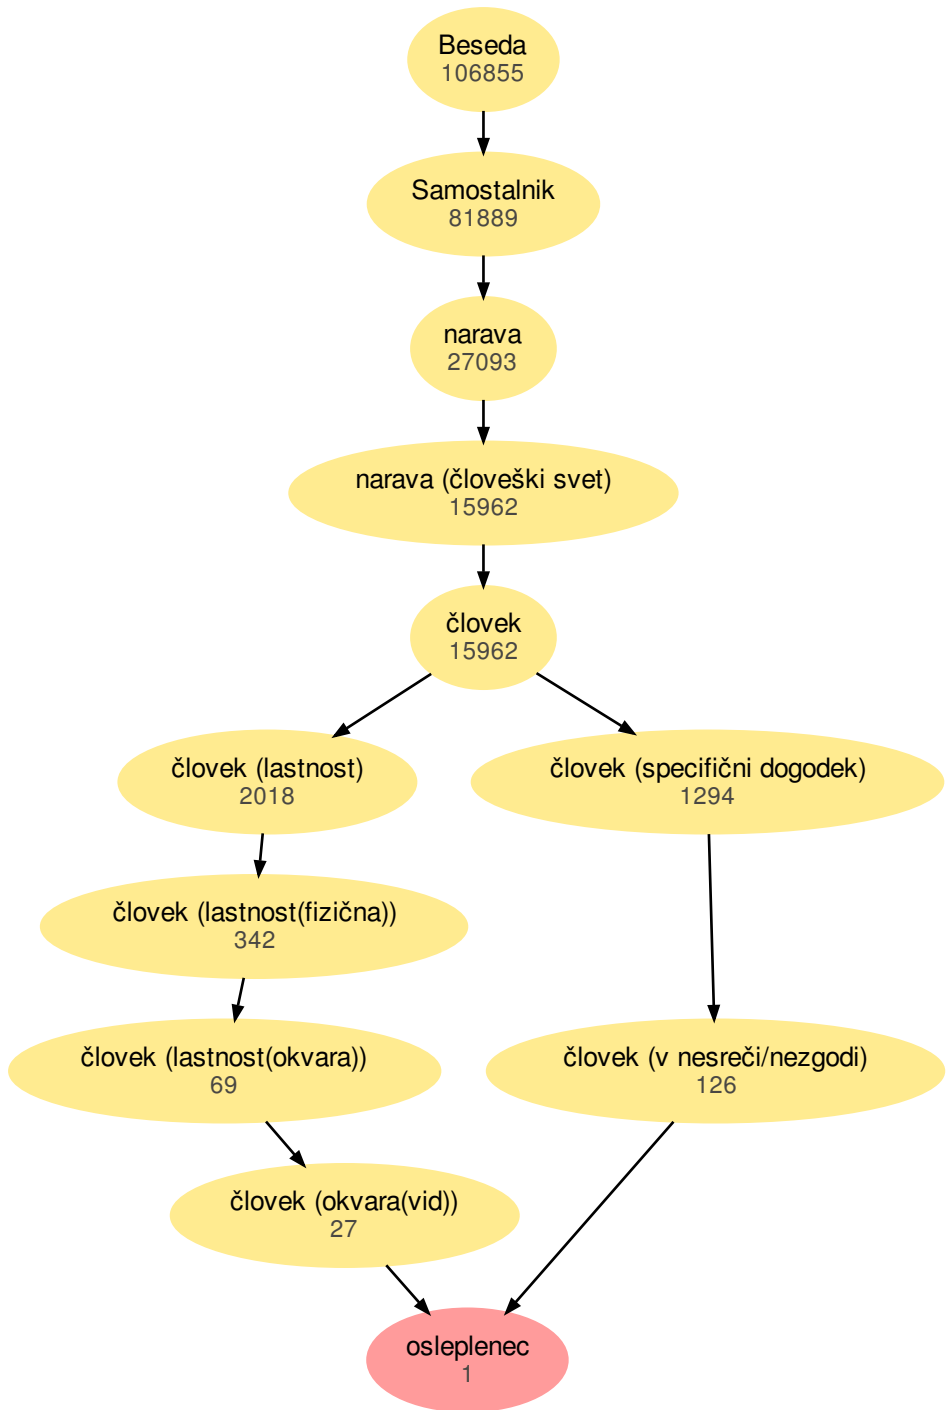 Beseda
106855
Samostalnik
81889
narava
27093
narava (človeški svet)
15962
človek
15962
človek (lastnost)
2018
človek (specifični dogodek)
1294
človek (lastnost(fizična))
342
človek (lastnost(okvara))
69
človek (v nesreči/nezgodi)
126
človek (okvara(vid))
27
osleplenec
1